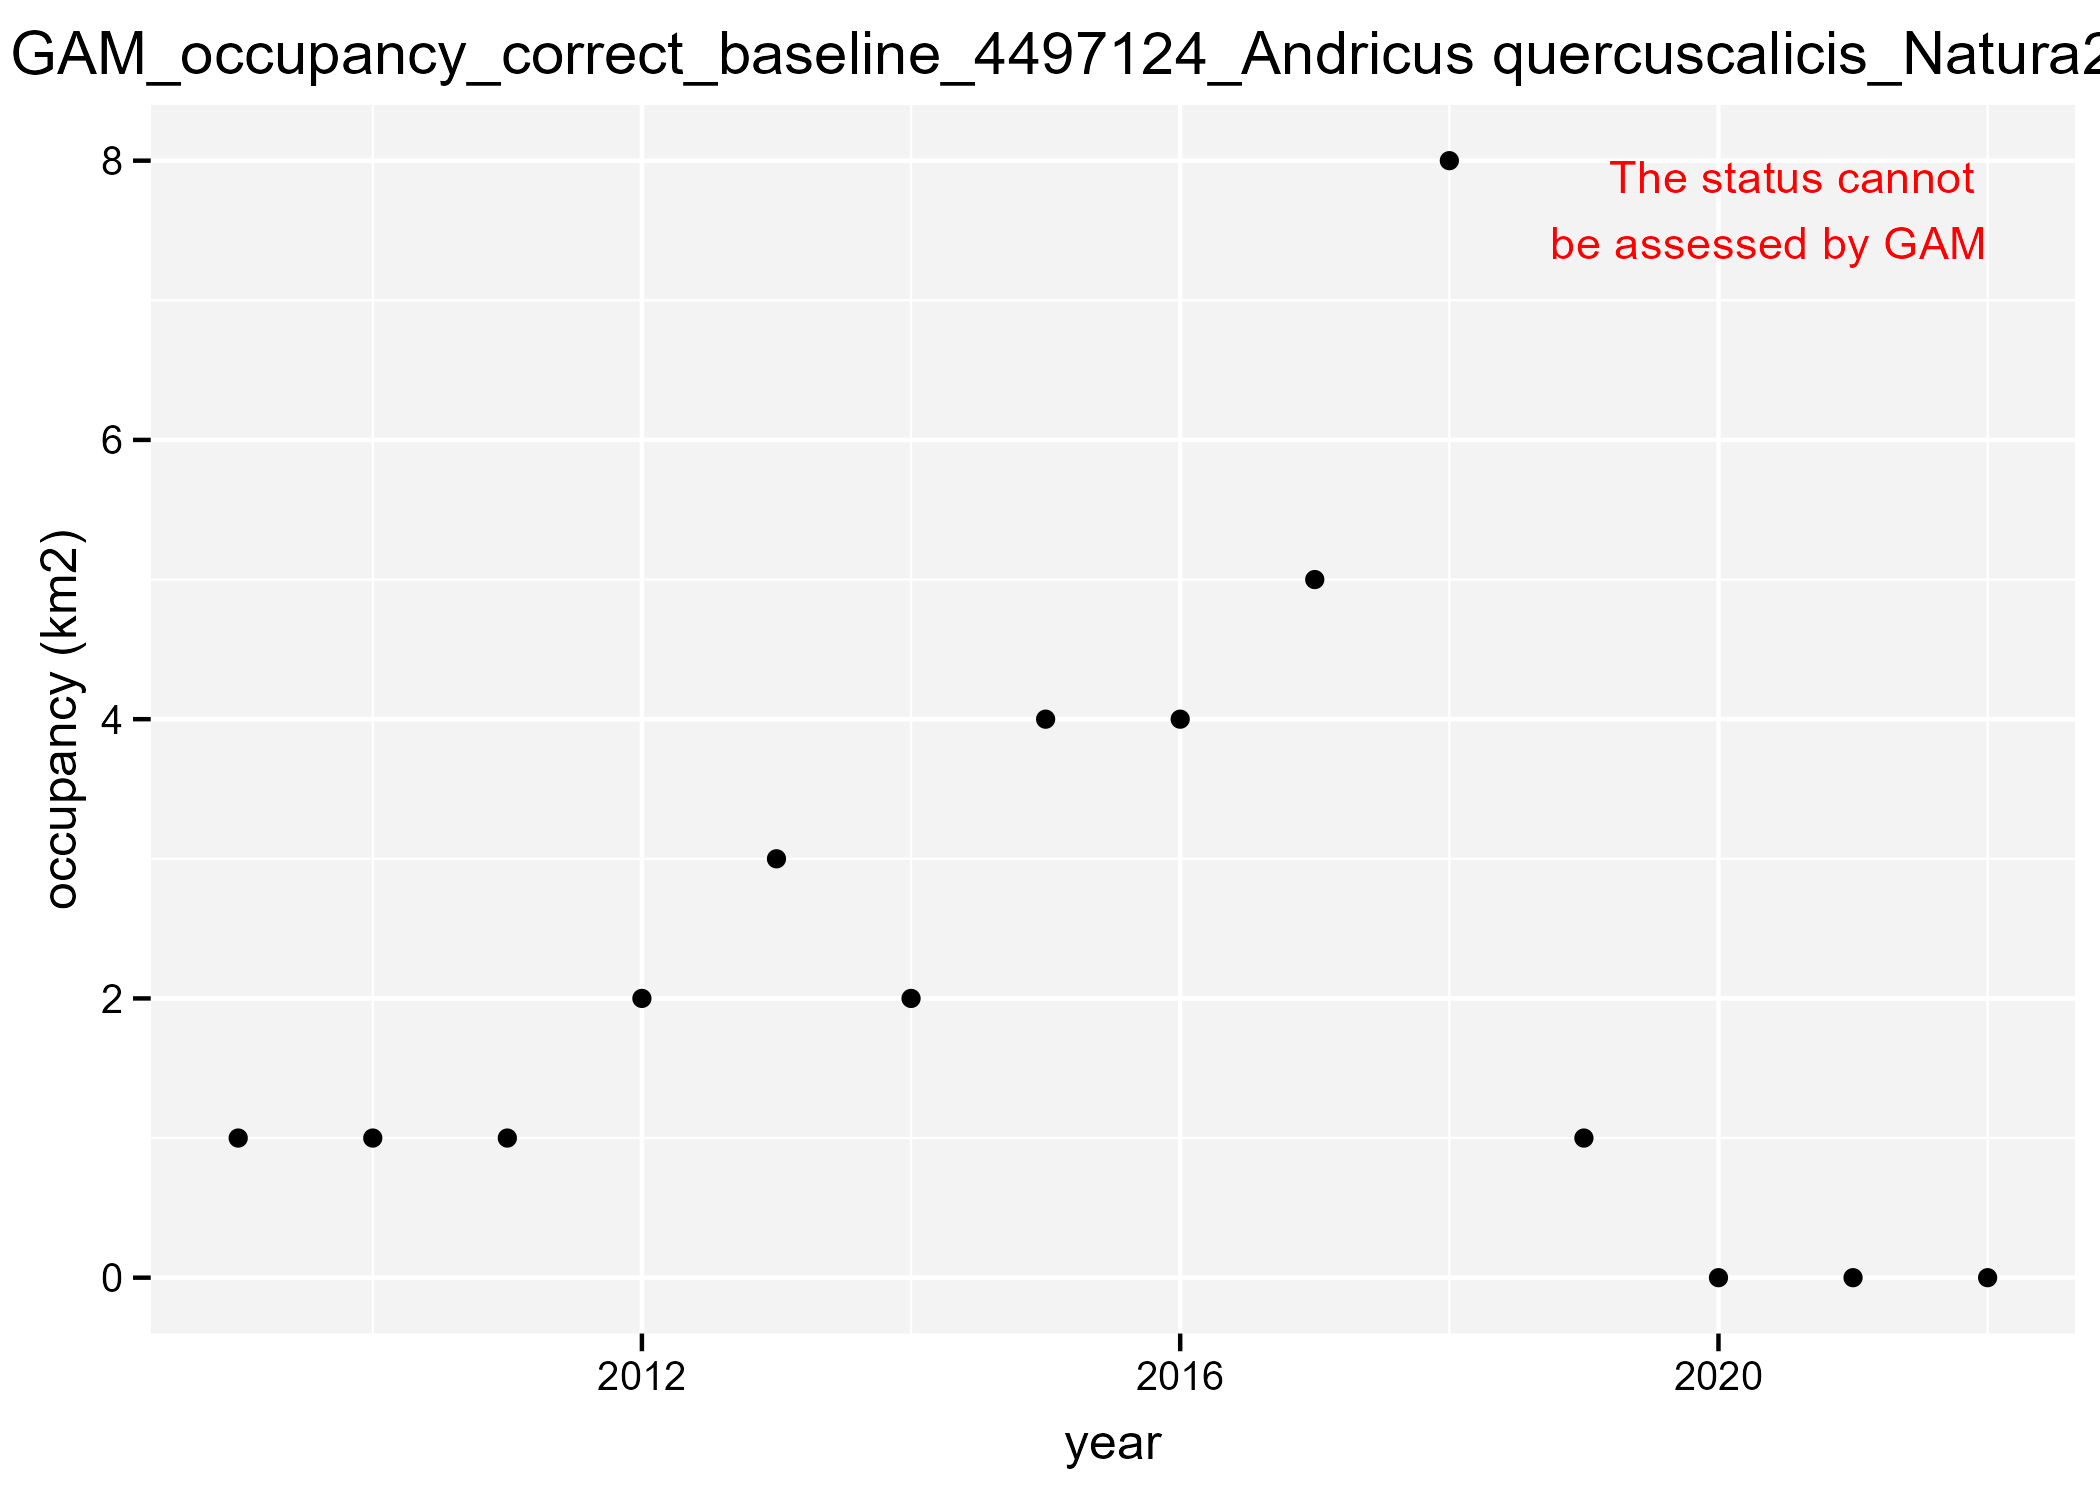 GAM_occupancy_correct_baseline_4497124_Andricus quercuscalicis_Natura2
8
The status cannot
be assessed by GAM
6
occupancy (km2)
4
2
0
2012 2016 2020
year